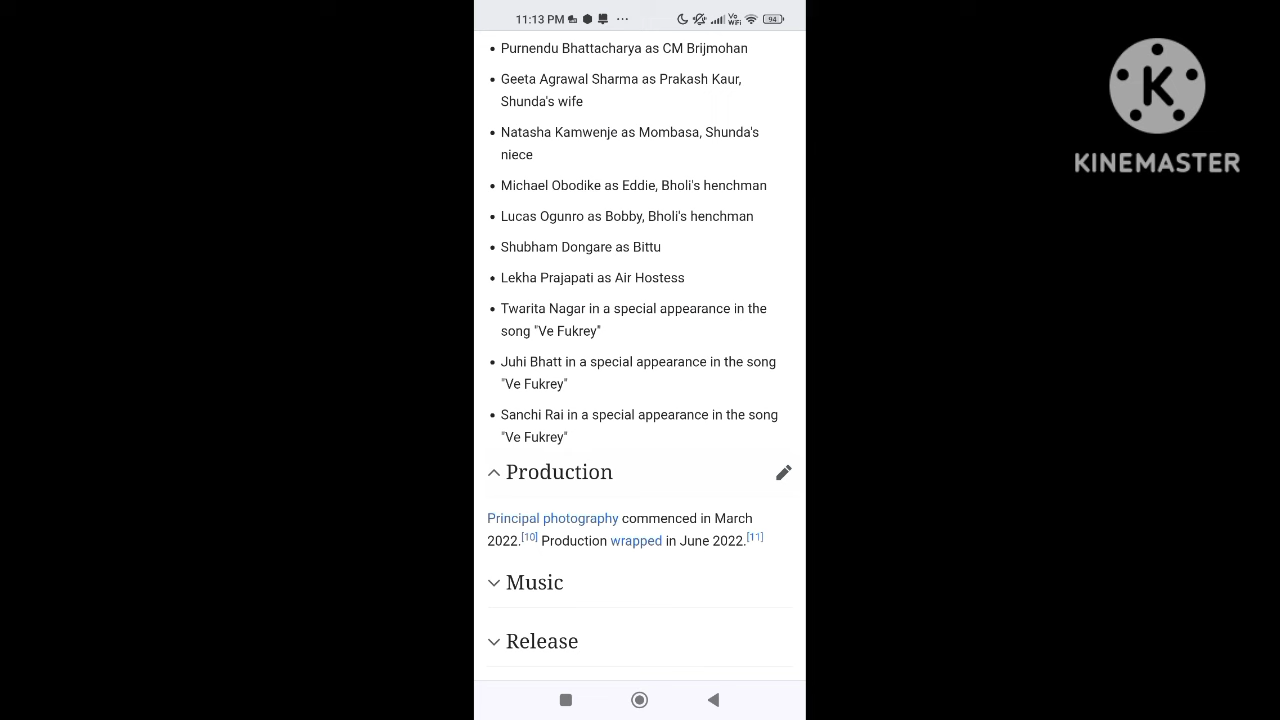 11:13 PM
Vo
WiFi
94
• Purnendu Bhattacharya as CM Brijmohan
• Geeta Agrawal Sharma as Prakash Kaur,
Shunda's wife
• Natasha Kamwenje as Mombasa, Shunda's
niece
• Michael Obodike as Eddie, Bholi's henchman
• Lucas Ogunro as Bobby, Bholi's henchman
• Shubham Dongare as Bittu
• Lekha Prajapati as Air Hostess
• Twarita Nagar in a special appearance in the
song "Ve Fukrey"
• Juhi Bhatt in a special appearance in the song
"Ve Fukrey"
• Sanchi Rai in a special appearance in the song
"Ve Fukrey"
Production
Principal photography commenced in March
2022.[10] Production wrapped in June 2022.[11]
Music
Release
K
KINEMASTER